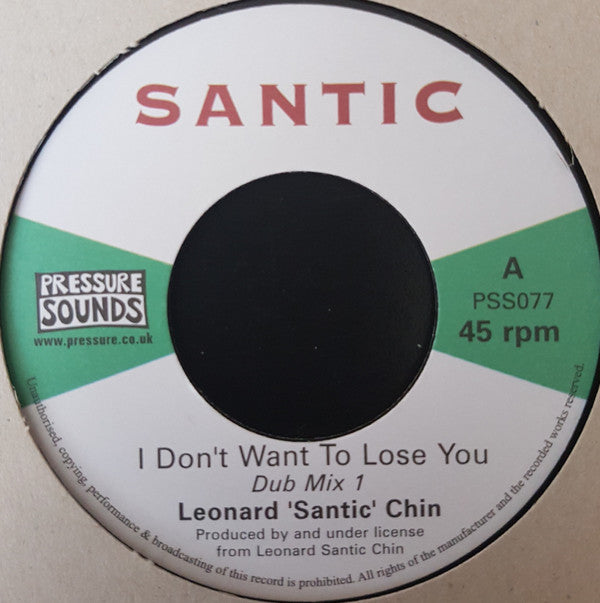 SANTIC
PRESSURE
SOUNDS
www.pressure.co.uk
A
PSS077
45 rpm
I Don't Want To Lose You
Dub Mix 1
Leonard 'Santic' Chin
Produced by and under license
from Leonard Santic Chin
Unauthorised, copying, performance & broadcasting of this record is prohibited. All rights of the manufacturer and the recorded works reserved.